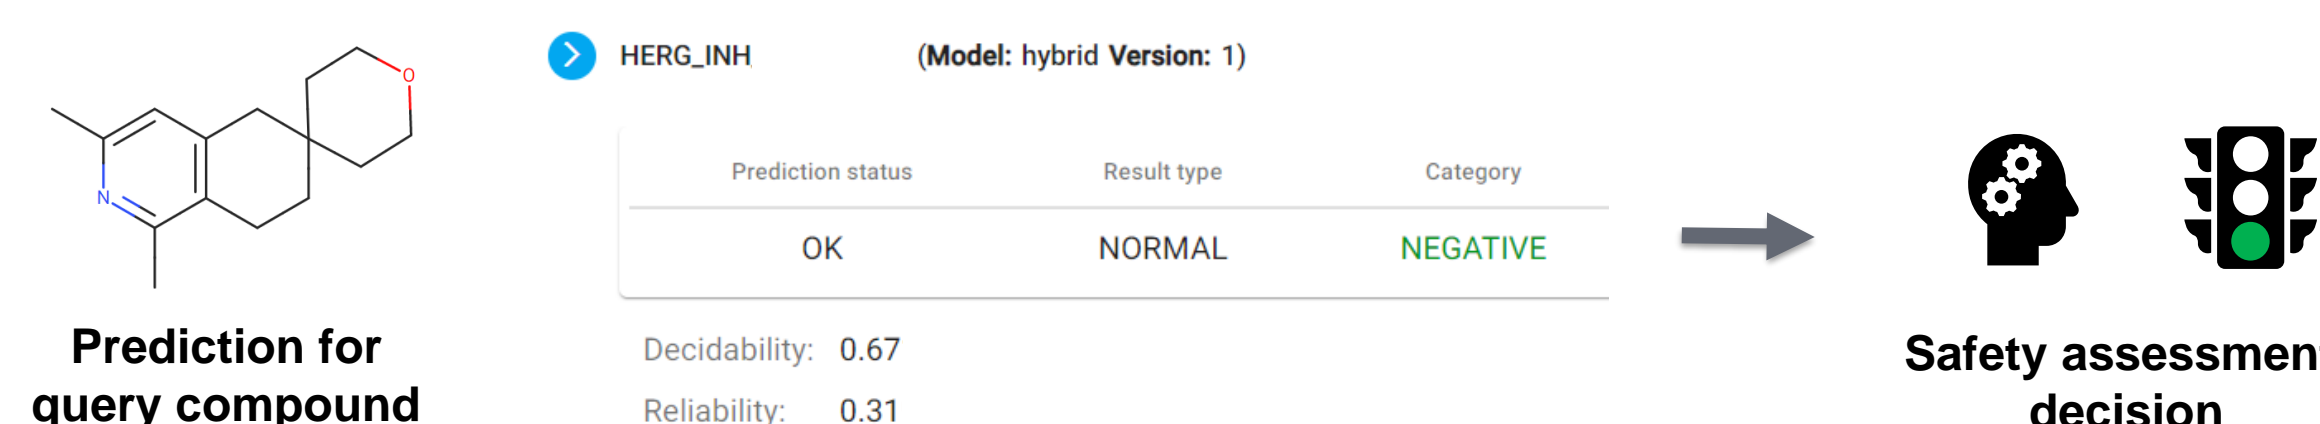 O
N
Prediction for
query compound
HERG_INH (Model: hybrid Version: 1)
Prediction status Result type Category
OK NORMAL NEGATIVE
Decidability: 0.67
Reliability: 0.31
Safety assessment
decision